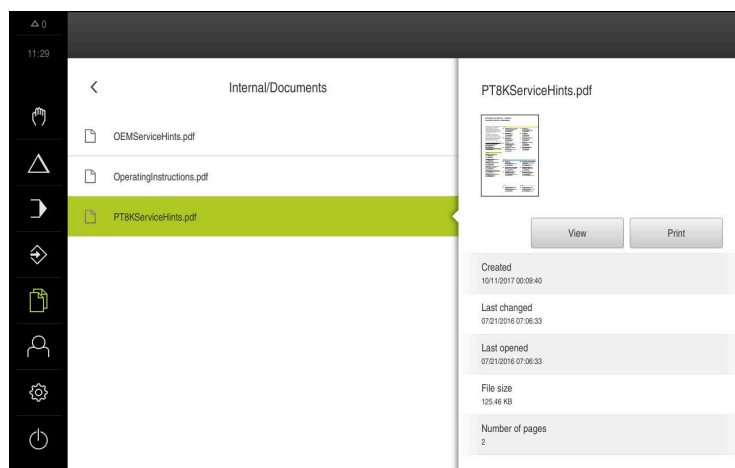 0
11:29
Internal/Documents
OEMServiceHints.pdf
OperatingInstructions.pdf
PT8KServiceHints.pdf
PT8KServiceHints.pdf
View Print
Created
10/11/2017 00:09:40
Last changed
07/21/2016 07:06:33
Last opened
07/21/2016 07:06:33
File size
125.46 KB
Number of pages
2